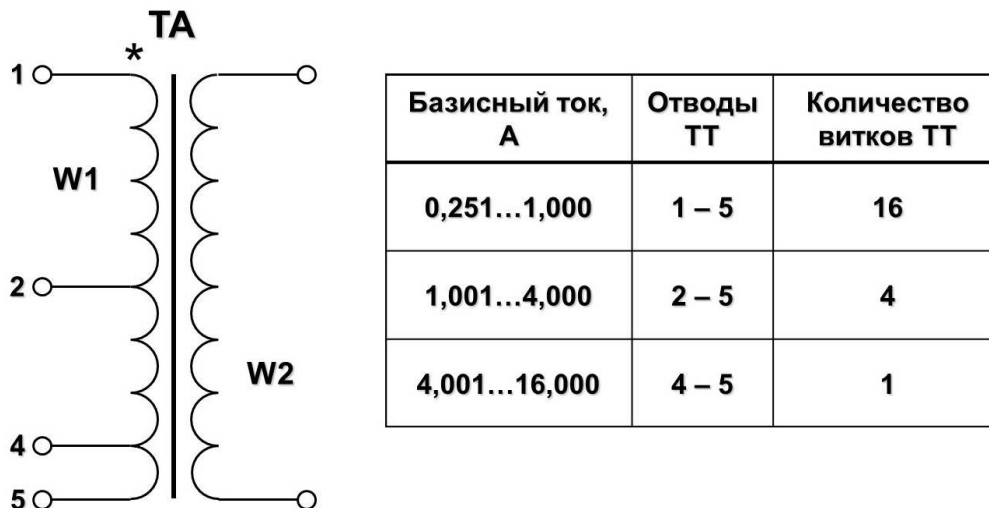 TA
*
1
W1
2
W2
4
5
Базисный ток, А
Отводы ТТ
Количество витков ТТ
0,251...1,000
1 – 5
16
1,001...4,000
2 – 5
4
4,001...16,000
4 – 5
1